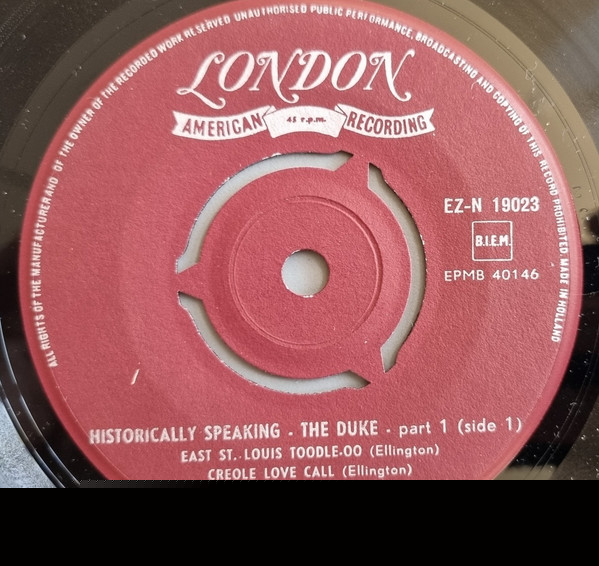 ALL RIGHTS OF THE MANUFACTURERAND OF THE OWNER OF THE RECORDED WORK RESERVED UNAUTHORISED PUBLIC PERFORMANCE, BROADCASTING AND COPYING OF THIS RECORD PROHIBITED. MADE IN HOLLAND
LONDON
AMERICAN 45 r.p.m. RECORDING
EZ-N 19023
B.I.E.M.
EPMB 40146
HISTORICALLY SPEAKING - THE DUKE - part 1 (side 1)
EAST ST. LOUIS TOODLE-OO (Ellington)
CREOLE LOVE CALL (Ellington)